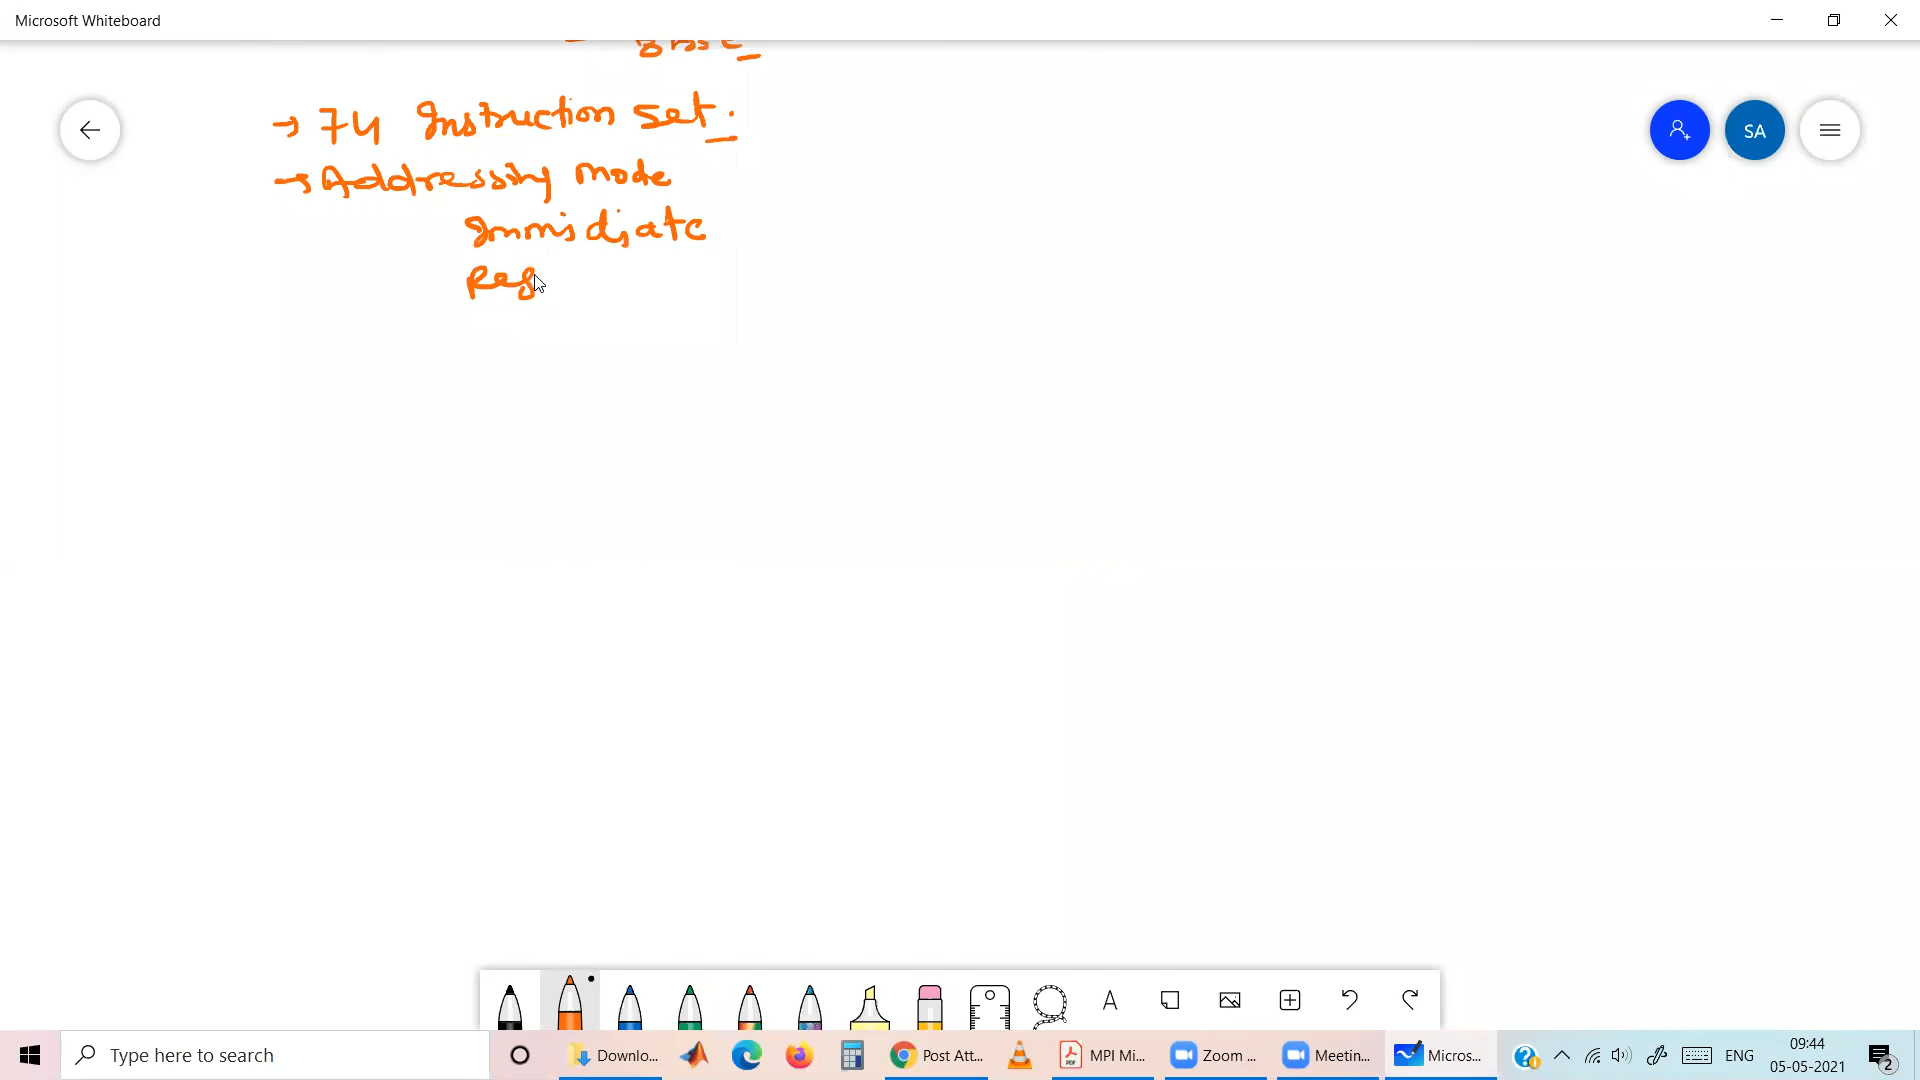 Microsoft Whiteboard
→ 74 Instruction Set.
SA
→ Addressing mode
Immidiate
Reg
Type here to search
Downlo...
Post Att...
MPI Mi...
Zoom ...
Meetin...
Micros...
ENG
09:44
05-05-2021
2